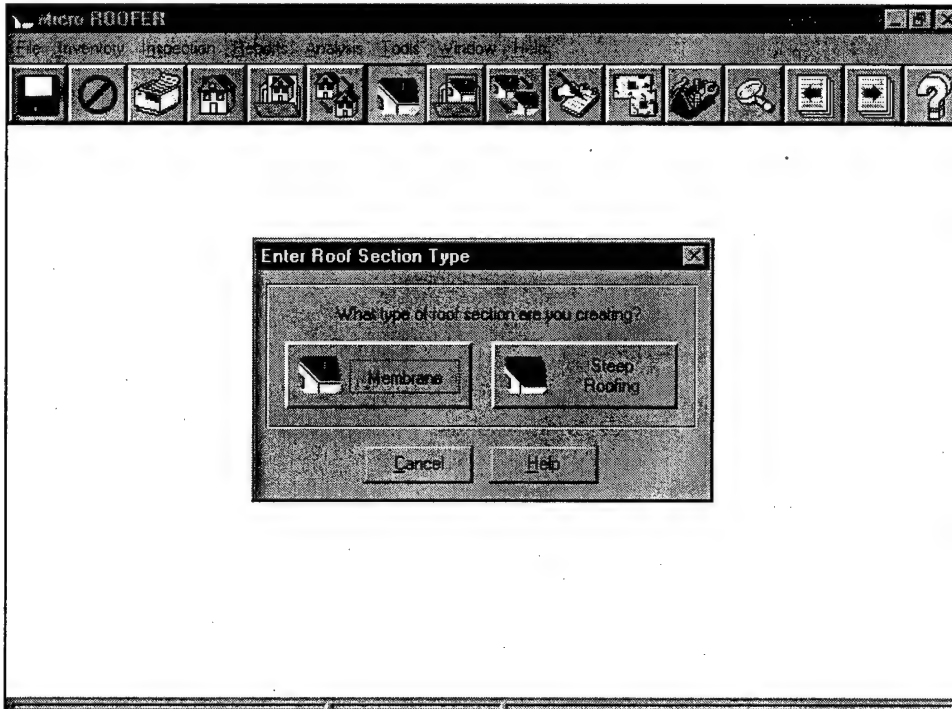 Micro ROOFER
File Inventory Inspection Reports Analysis Tools Window Help
Enter Roof Section Type
What type of roof section are you creating?
Membrane
Steep
Roofing
Cancel Help